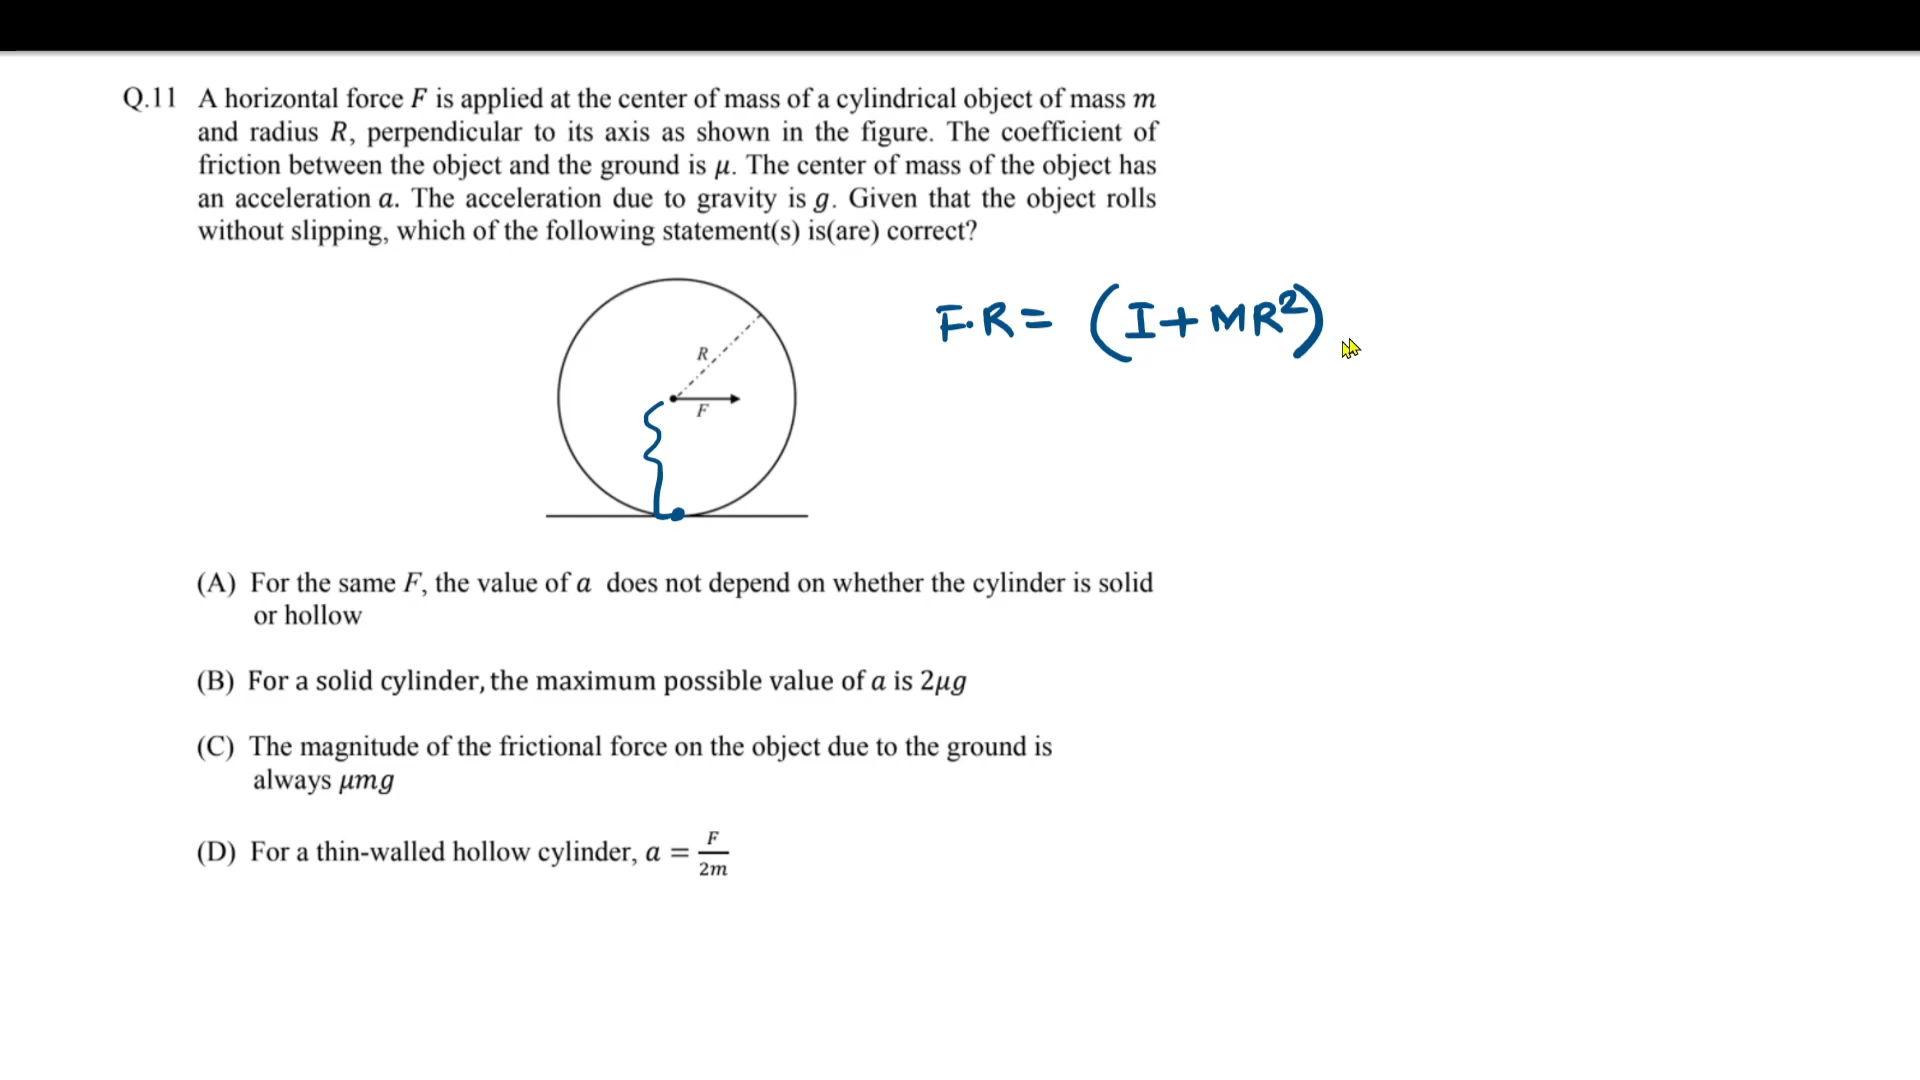 Q.11 A horizontal force F is applied at the center of mass of a cylindrical object of mass m
and radius R, perpendicular to its axis as shown in the figure. The coefficient of
friction between the object and the ground is μ. The center of mass of the object has
an acceleration a. The acceleration due to gravity is g. Given that the object rolls
without slipping, which of the following statement(s) is(are) correct?
F·R = (I + MR²)
R
F
(A) For the same F, the value of a does not depend on whether the cylinder is solid
or hollow
(B) For a solid cylinder, the maximum possible value of a is 2μg
(C) The magnitude of the frictional force on the object due to the ground is
always μmg
(D) For a thin-walled hollow cylinder, a = F/2m